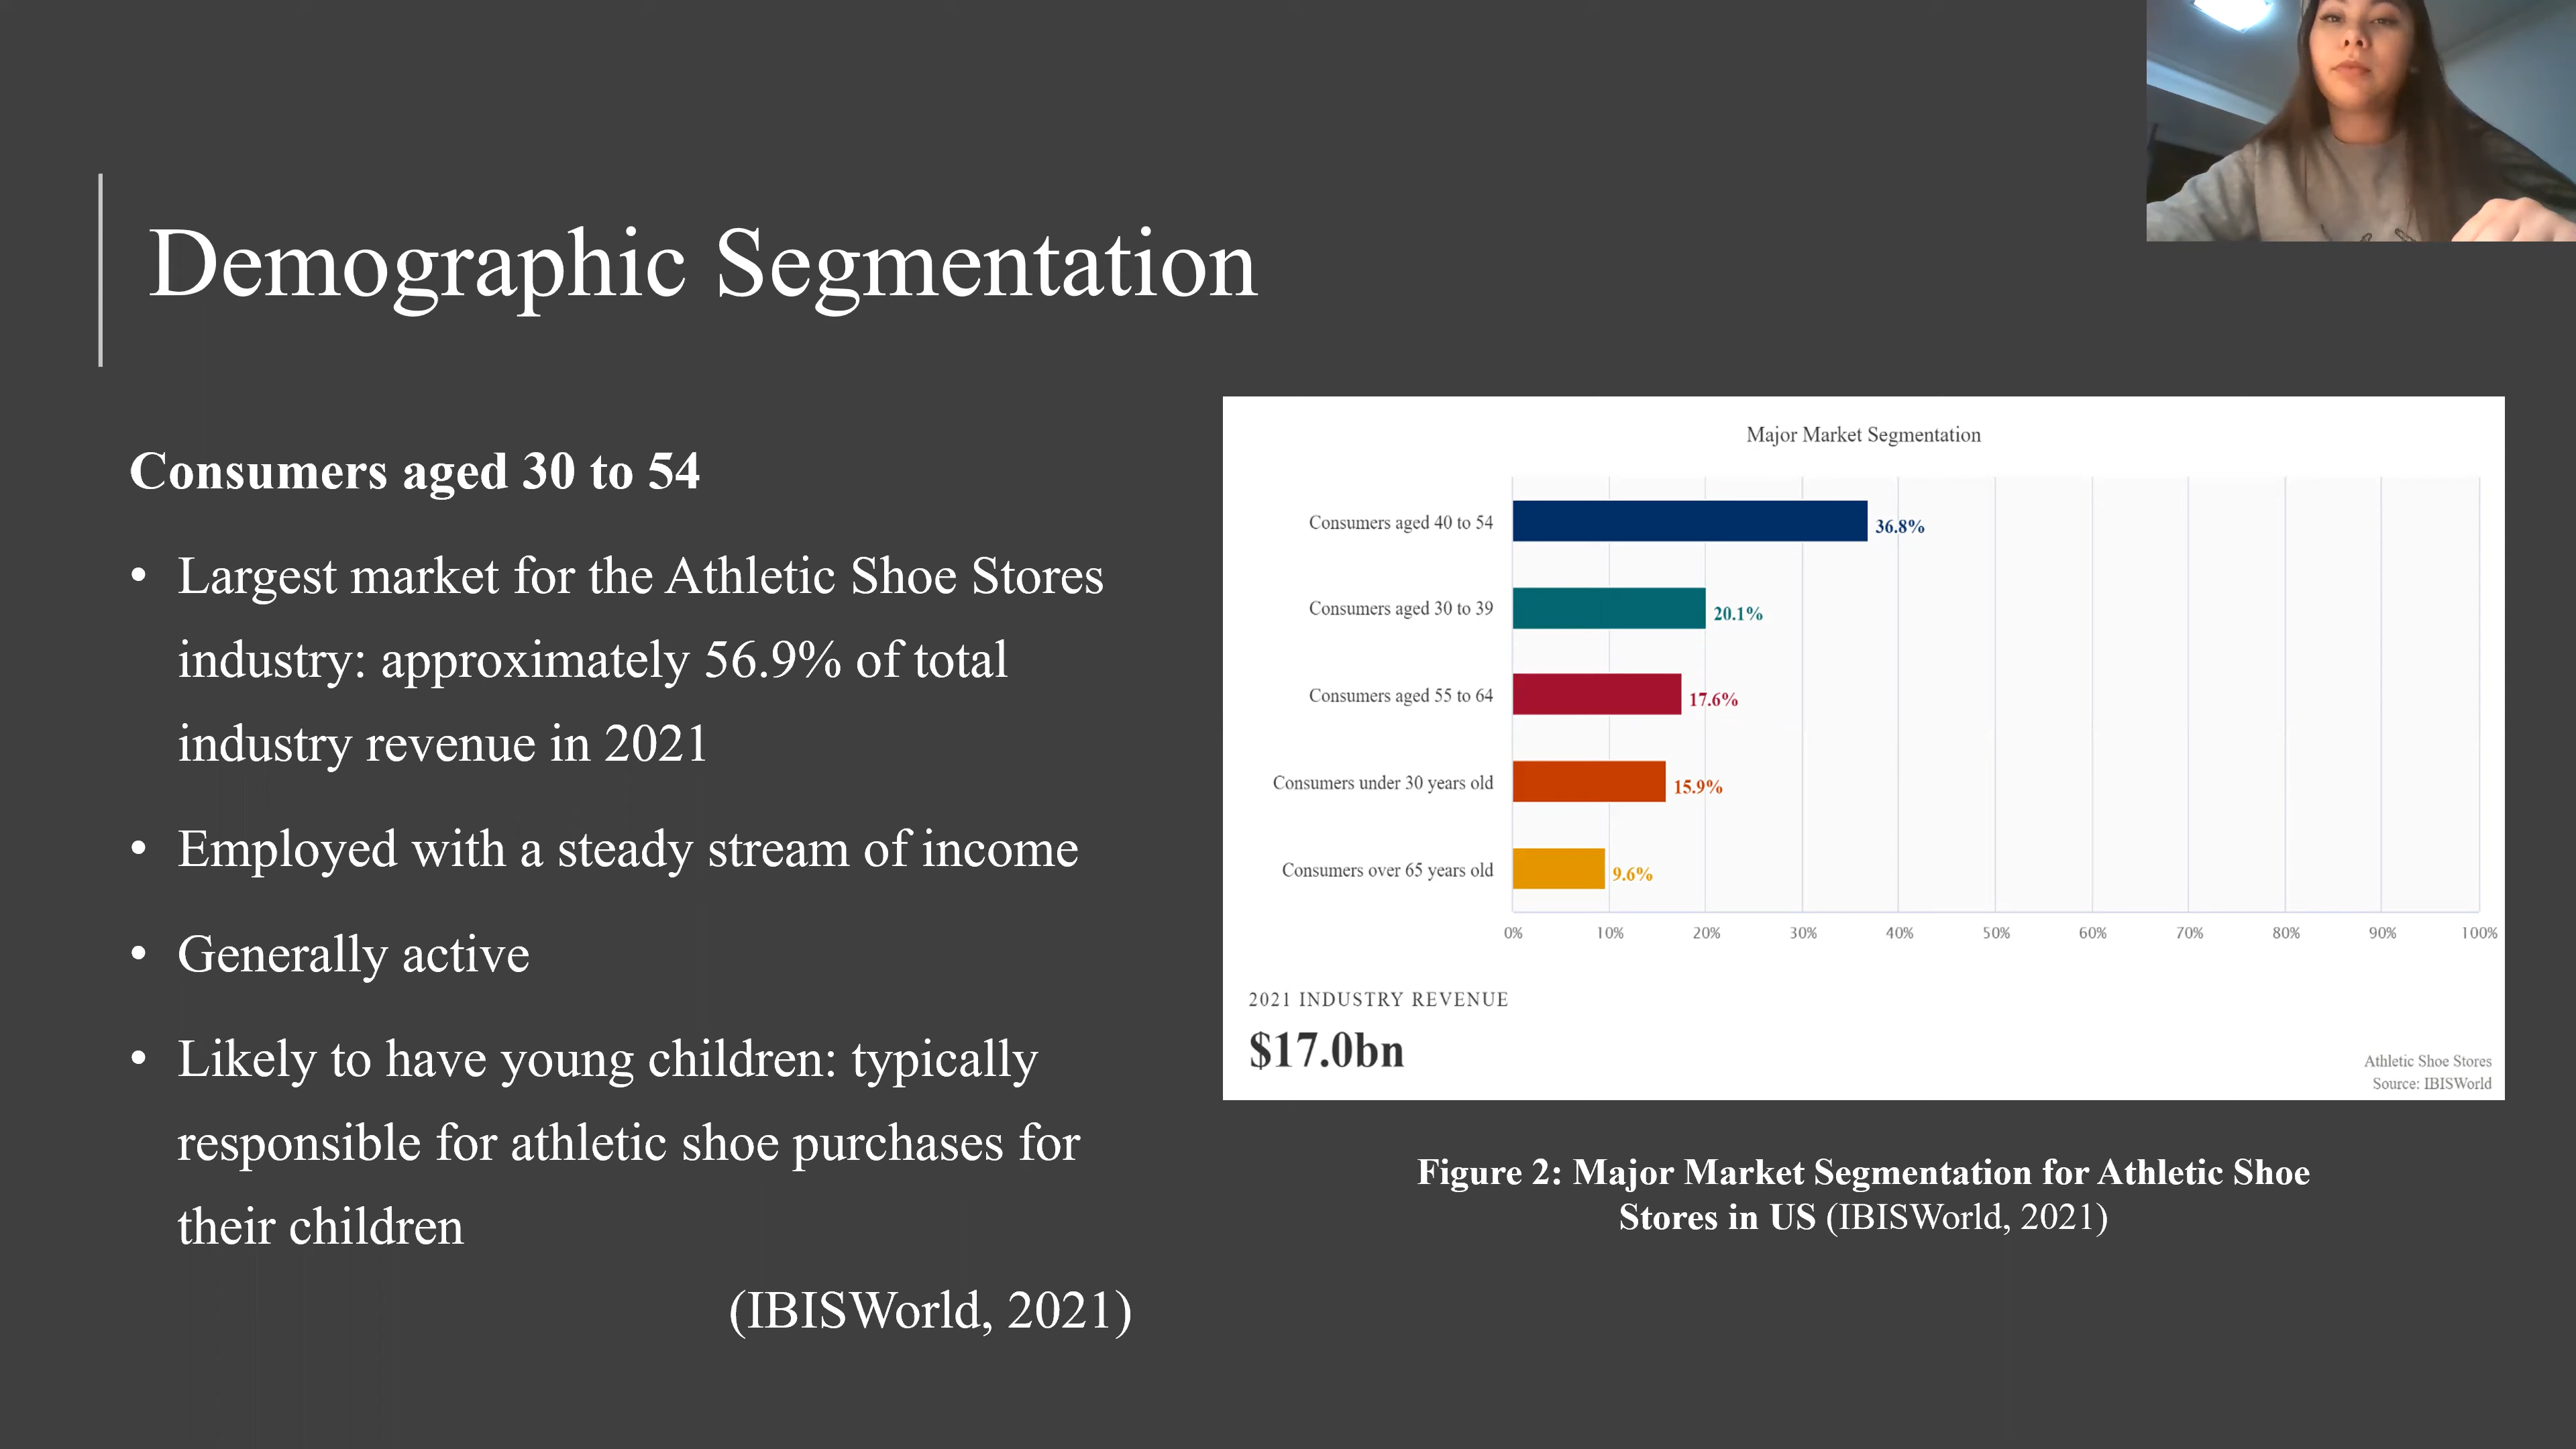 Demographic Segmentation
Consumers aged 30 to 54
• Largest market for the Athletic Shoe Stores
industry: approximately 56.9% of total
industry revenue in 2021
• Employed with a steady stream of income
• Generally active
• Likely to have young children: typically
responsible for athletic shoe purchases for
their children
(IBISWorld, 2021)
Major Market Segmentation
Consumers aged 40 to 54 36.8%
Consumers aged 30 to 39 20.1%
Consumers aged 55 to 64 17.6%
Consumers under 30 years old 15.9%
Consumers over 65 years old 9.6%
0% 10% 20% 30% 40% 50% 60% 70% 80% 90% 100%
2021 INDUSTRY REVENUE
$17.0bn
Athletic Shoe Stores
Source: IBISWorld
Figure 2: Major Market Segmentation for Athletic Shoe
Stores in US (IBISWorld, 2021)